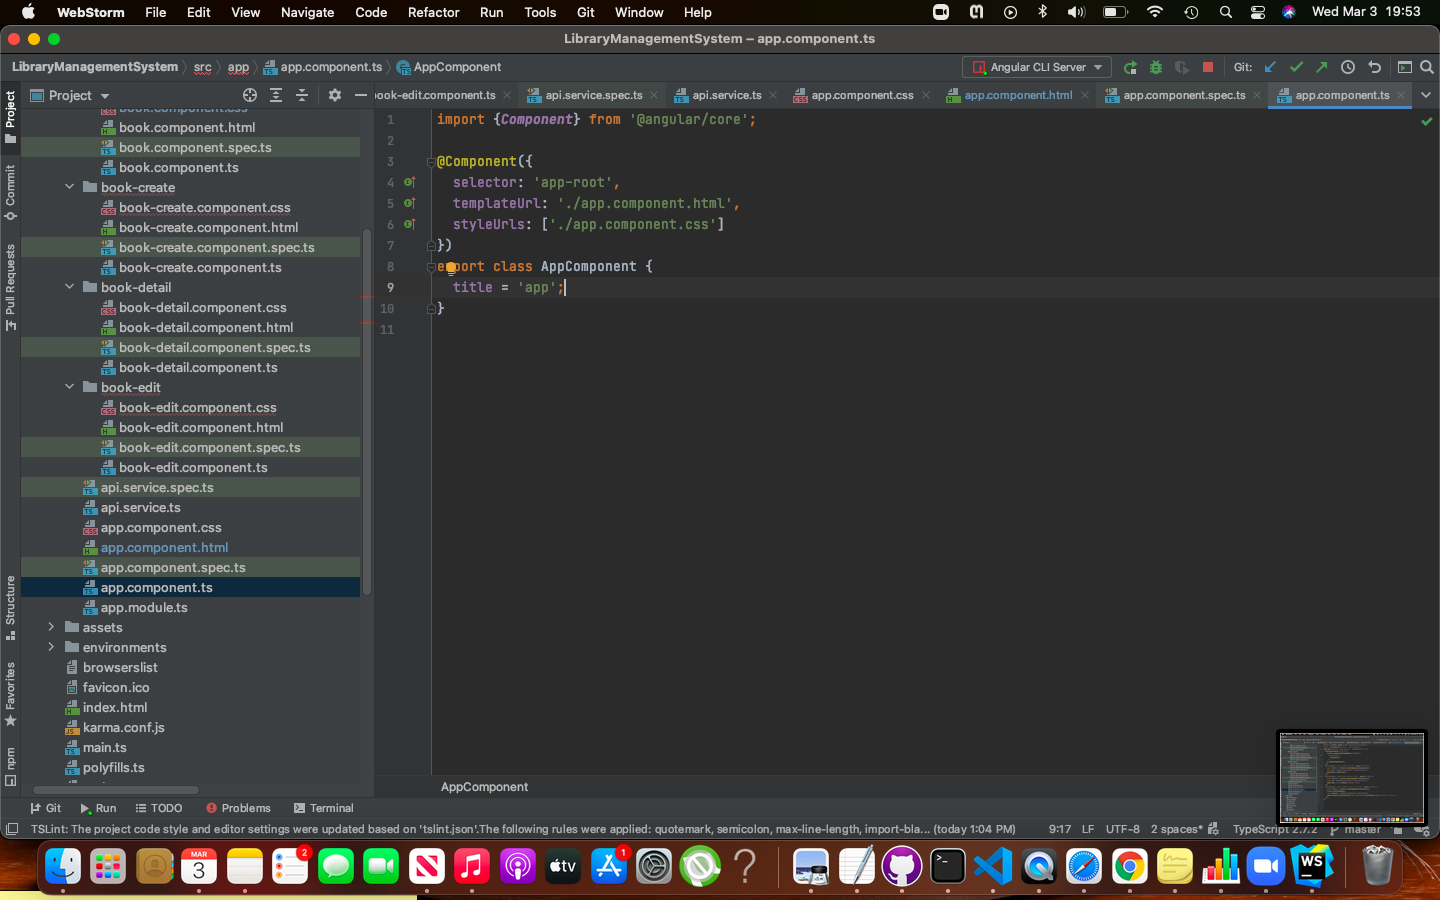 WebStorm File Edit View Navigate Code Refactor Run Tools Git Window Help Wed Mar 3 19:53
LibraryManagementSystem – app.component.ts
LibraryManagementSystem src app app.component.ts AppComponent Angular CLI Server Git:
Project
book-edit.component.ts api.service.spec.ts api.service.ts app.component.css app.component.html app.component.spec.ts app.component.ts
Project
Commit
Pull Requests
Structure
Favorites
npm
book.component.css
book.component.html
book.component.spec.ts
book.component.ts
book-create
book-create.component.css
book-create.component.html
book-create.component.spec.ts
book-create.component.ts
book-detail
book-detail.component.css
book-detail.component.html
book-detail.component.spec.ts
book-detail.component.ts
book-edit
book-edit.component.css
book-edit.component.html
book-edit.component.spec.ts
book-edit.component.ts
api.service.spec.ts
api.service.ts
app.component.css
app.component.html
app.component.spec.ts
app.component.ts
app.module.ts
assets
environments
browserslist
favicon.ico
index.html
karma.conf.js
main.ts
polyfills.ts
1 import {Component} from '@angular/core';
2
3 @Component({
4 selector: 'app-root',
5 templateUrl: './app.component.html',
6 styleUrls: ['./app.component.css']
7 })
8 export class AppComponent {
9 title = 'app';
10 }
11
AppComponent
Git Run TODO Problems Terminal
TSLint: The project code style and editor settings were updated based on 'tslint.json'.The following rules were applied: quotemark, semicolon, max-line-length, import-bla... (today 1:04 PM) 9:17 LF UTF-8 2 spaces* TypeScript 2.7.2 master
MAR
3
2
tv
1
WS